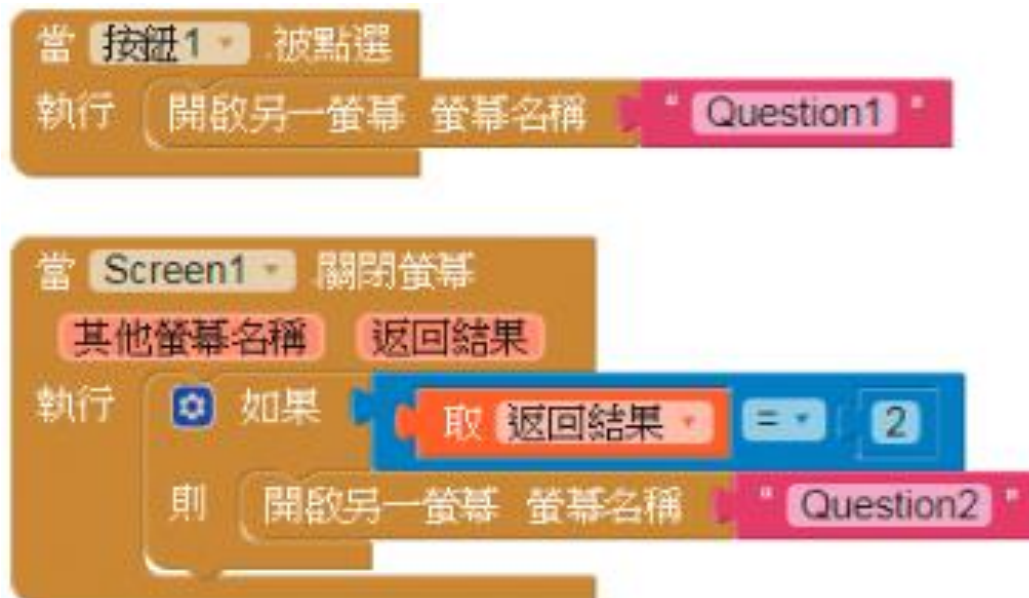 當 按鈕1 .被點選
執行 開啟另一螢幕 螢幕名稱 " Question1 "
當 Screen1 .關閉螢幕
其他螢幕名稱 返回結果
執行 如果 取 返回結果 = 2
則 開啟另一螢幕 螢幕名稱 " Question2 "